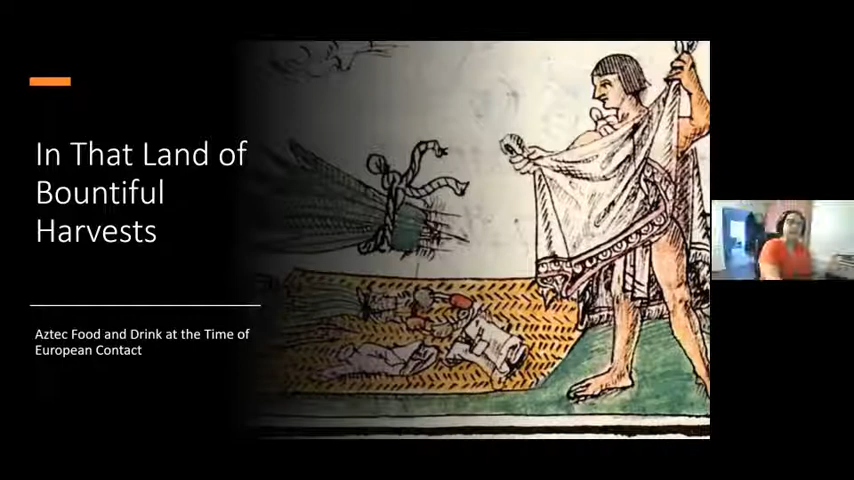 In That Land of
Bountiful
Harvests
Aztec Food and Drink at the Time of
European Contact